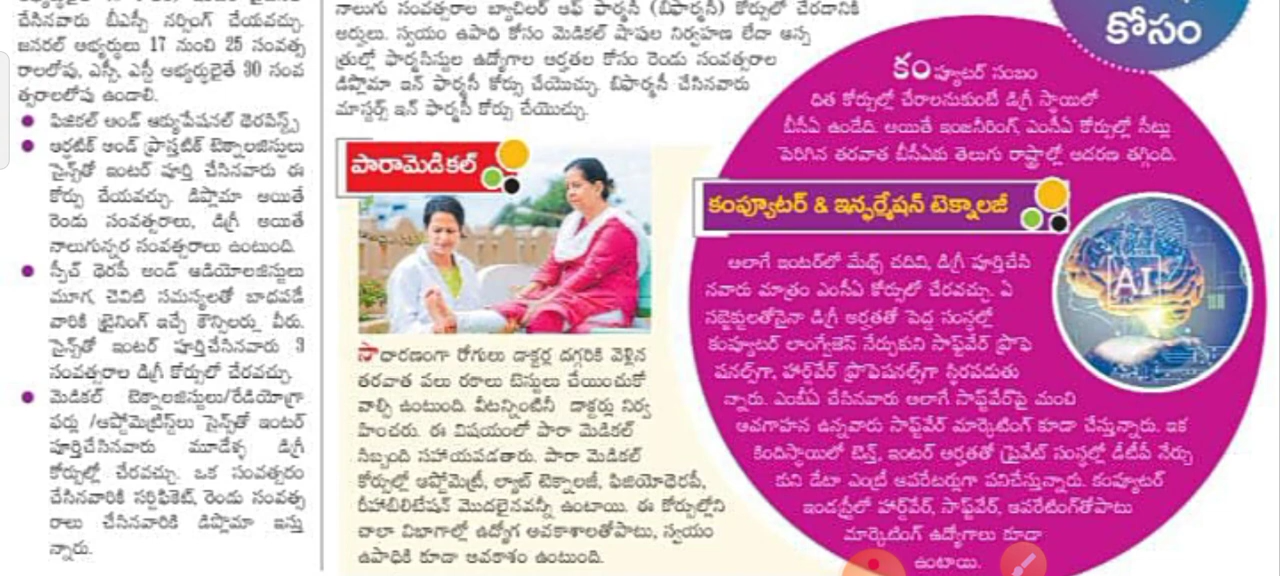 చేసినవారు బీఎస్సీ నర్సింగ్ చేయవచ్చు.
జనరల్ అభ్యర్థులు 17 నుంచి 25 సంవత్స
రాలలోపు, ఎస్సీ, ఎస్టీ అభ్యర్థులైతే 30 సంవ
త్సరాలలోపు ఉండాలి.
● ఫిజికల్ అండ్ ఆక్యుపేషనల్ థెరపిస్ట్స్
● ఆర్థటిక్ అండ్ ప్రాస్తటిక్ టెక్నాలజిస్టులు
సైన్స్‌తో ఇంటర్ పూర్తి చేసినవారు ఈ
కోర్సు చేయవచ్చు. డిప్లొమా అయితే
రెండు సంవత్సరాలు, డిగ్రీ అయితే
నాలుగున్నర సంవత్సరాలు ఉంటుంది.
● స్పీచ్ థెరపీ అండ్ ఆడియోలజిస్టులు
మూగ, చెవిటి సమస్యలతో బాధపడే
వారికి ట్రైనింగ్ ఇచ్చే కౌన్సిలర్లు వీరు.
సైన్స్‌తో ఇంటర్ పూర్తిచేసినవారు 3
సంవత్సరాల డిగ్రీ కోర్సులో చేరవచ్చు.
● మెడికల్ టెక్నాలజిస్టులు/రేడియోగ్రా
ఫర్లు /ఆప్టోమెట్రిస్ట్‌లు సైన్స్‌తో ఇంటర్
పూర్తిచేసినవారు మూడేళ్ళ డిగ్రీ
కోర్సుల్లో చేరవచ్చు. ఒక సంవత్సరం
చేసినవారికి సర్టిఫికెట్, రెండు సంవత్స
రాలు చేసినవారికి డిప్లొమా ఇస్తు
న్నారు.
నాలుగు సంవత్సరాల బ్యాచిలర్ ఆఫ్ ఫార్మసీ (బీఫార్మసీ) కోర్సులో చేరడానికి
అర్హులు. స్వయం ఉపాధి కోసం మెడికల్ షాపుల నిర్వహణ లేదా ఆస్ప
త్రుల్లో ఫార్మసిస్టుల ఉద్యోగాల అర్హతల కోసం రెండు సంవత్సరాల
డిప్లొమా ఇన్ ఫార్మసీ కోర్సు చేయొచ్చు. బీఫార్మసీ చేసినవారు
మాస్టర్స్ ఇన్ ఫార్మసీ కోర్సు చేయొచ్చు.
పారామెడికల్
సాధారణంగా రోగులు డాక్టర్ల దగ్గరికి వెళ్లిన
తరవాత పలు రకాలు టెస్టులు చేయించుకో
వాల్సి ఉంటుంది. వీటన్నింటినీ డాక్టర్లు నిర్వ
హించరు. ఈ విషయంలో పారా మెడికల్
సిబ్బంది సహాయపడతారు. పారా మెడికల్
కోర్సుల్లో ఆప్టోమెట్రీ, ల్యాబ్ టెక్నాలజీ, ఫిజియోథెరపీ,
రీహాబిలిటేషన్ మొదలైనవన్నీ ఉంటాయి. ఈ కోర్సుల్లోని
చాలా విభాగాల్లో ఉద్యోగ అవకాశాలతోపాటు, స్వయం
ఉపాధికి కూడా అవకాశం ఉంటుంది.
కోసం
కంప్యూటర్ సంబం
ధిత కోర్సుల్లో చేరాలనుకుంటే డిగ్రీ స్థాయిలో
బీసీఏ ఉండేది. అయితే ఇంజనీరింగ్, ఎంసీఏ కోర్సుల్లో సీట్లు
పెరిగిన తరవాత బీసీఏకు తెలుగు రాష్ట్రాల్లో ఆదరణ తగ్గింది.
కంప్యూటర్ & ఇన్ఫర్మేషన్ టెక్నాలజీ
అలాగే ఇంటర్‌లో మేథ్స్ చదివి, డిగ్రీ పూర్తిచేసి
నవారు మాత్రం ఎంసీఏ కోర్సులో చేరవచ్చు. ఏ
సబ్జెక్టులతోనైనా డిగ్రీ అర్హతతో పెద్ద సంస్థల్లో
కంప్యూటర్ లాంగ్వేజెస్ నేర్చుకుని సాఫ్ట్‌వేర్ ప్రొఫె
షనల్స్‌గా, హార్డ్‌వేర్ ప్రొఫెషనల్స్‌గా స్థిరపడుతు
న్నారు. ఎంబీఏ చేసినవారు అలాగే సాఫ్ట్‌వేర్‌పై మంచి
అవగాహన ఉన్నవారు సాఫ్ట్‌వేర్ మార్కెటింగ్ కూడా చేస్తున్నారు. ఇక
కిందిస్థాయిలో టెన్త్, ఇంటర్ అర్హతతో ప్రైవేట్ సంస్థల్లో డీటీపీ నేర్చు
కుని డేటా ఎంట్రీ ఆపరేటర్లుగా పనిచేస్తున్నారు. కంప్యూటర్
ఇండస్ట్రీలో హార్డ్‌వేర్, సాఫ్ట్‌వేర్, ఆపరేటింగ్‌తోపాటు
మార్కెటింగ్ ఉద్యోగాలు కూడా
ఉంటాయి.
AI